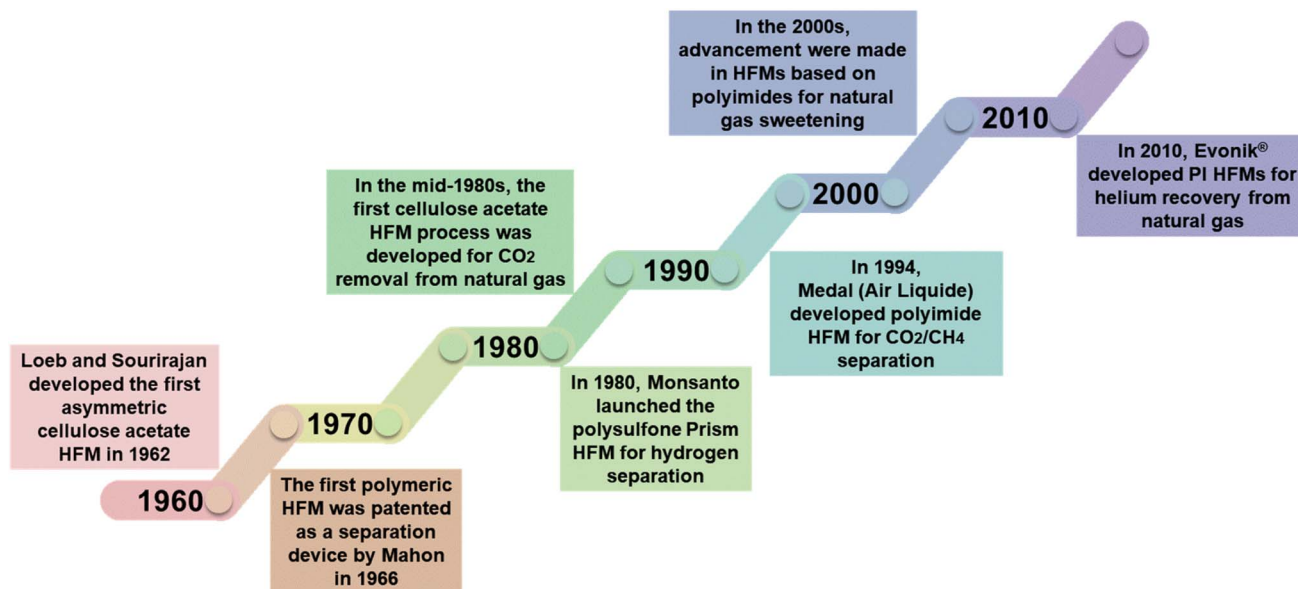 Loeb and Sourirajan
developed the first
asymmetric
cellulose acetate
HFM in 1962
1960
The first polymeric
HFM was patented
as a separation
device by Mahon
in 1966
1970
In 1980, Monsanto
launched the
polysulfone Prism
HFM for hydrogen
separation
1980
In the mid-1980s, the
first cellulose acetate
HFM process was
developed for CO2
removal from natural gas
1990
In 1994,
Medal (Air Liquide)
developed polyimide
HFM for CO2/CH4
separation
2000
In the 2000s,
advancement were made
in HFMs based on
polyimides for natural
gas sweetening
2010
In 2010, Evonik®
developed PI HFMs for
helium recovery from
natural gas